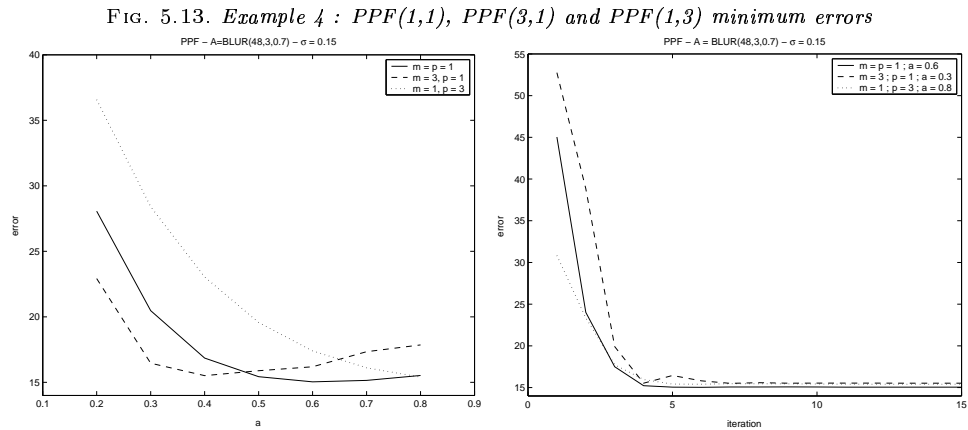 FIG. 5.13. Example 4 : PPF(1,1), PPF(3,1) and PPF(1,3) minimum errors
PPF − A=BLUR(48,3,0.7) − σ = 0.15
40
35
30
25
20
15
error
0.1
0.2
0.3
0.4
0.5
0.6
0.7
0.8
0.9
a
m = p = 1
m = 3, p = 1
m = 1, p = 3
PPF − A = BLUR(48,3,0.7) − σ = 0.15
55
50
45
40
35
30
25
20
15
error
0
5
10
15
iteration
m = p = 1 ; a = 0.6
m = 3 ; p = 1 ; a = 0.3
m = 1 ; p = 3 ; a = 0.8